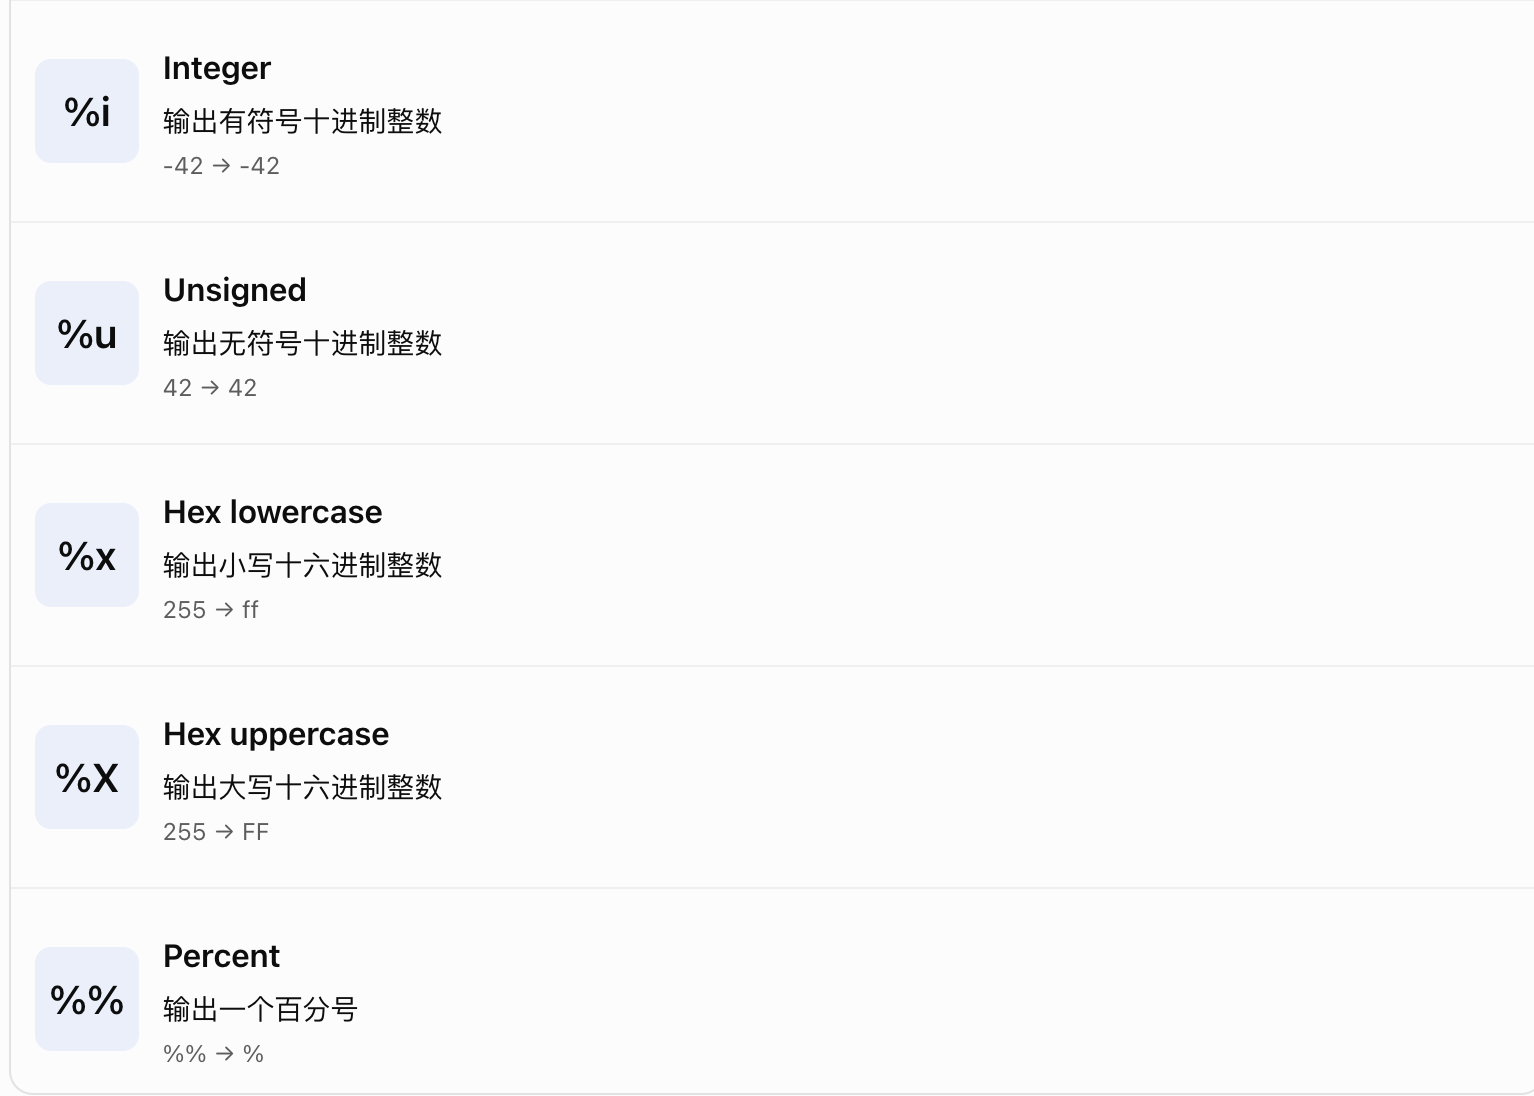 %i
Integer
输出有符号十进制整数
-42 → -42
%u
Unsigned
输出无符号十进制整数
42 → 42
%x
Hex lowercase
输出小写十六进制整数
255 → ff
%X
Hex uppercase
输出大写十六进制整数
255 → FF
%%
Percent
输出一个百分号
%% → %